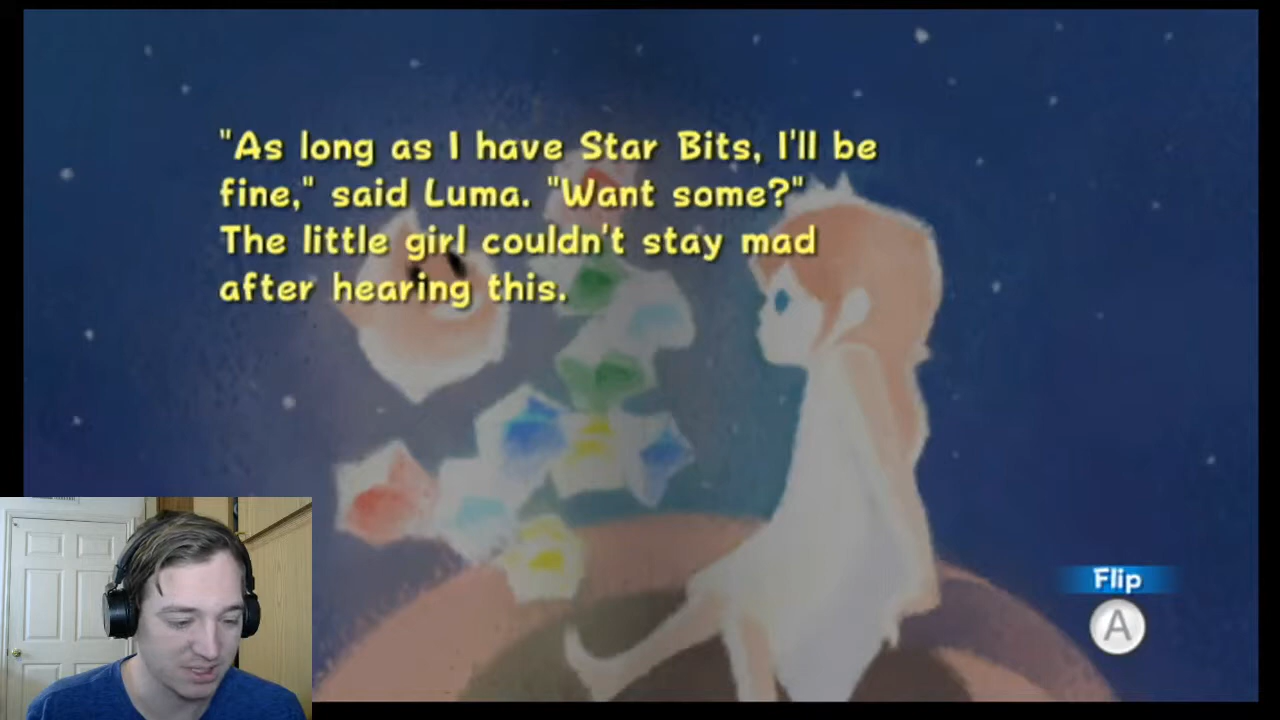 "As long as I have Star Bits, I'll be
fine," said Luma. "Want some?"
The little girl couldn't stay mad
after hearing this.
Flip
A